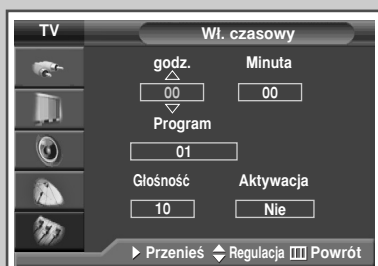 TV
Wł. czasowy
godz. Minuta
00 00
Program
01
Głośność Aktywacja
10 Nie
Przenieś Regulacja Powrót